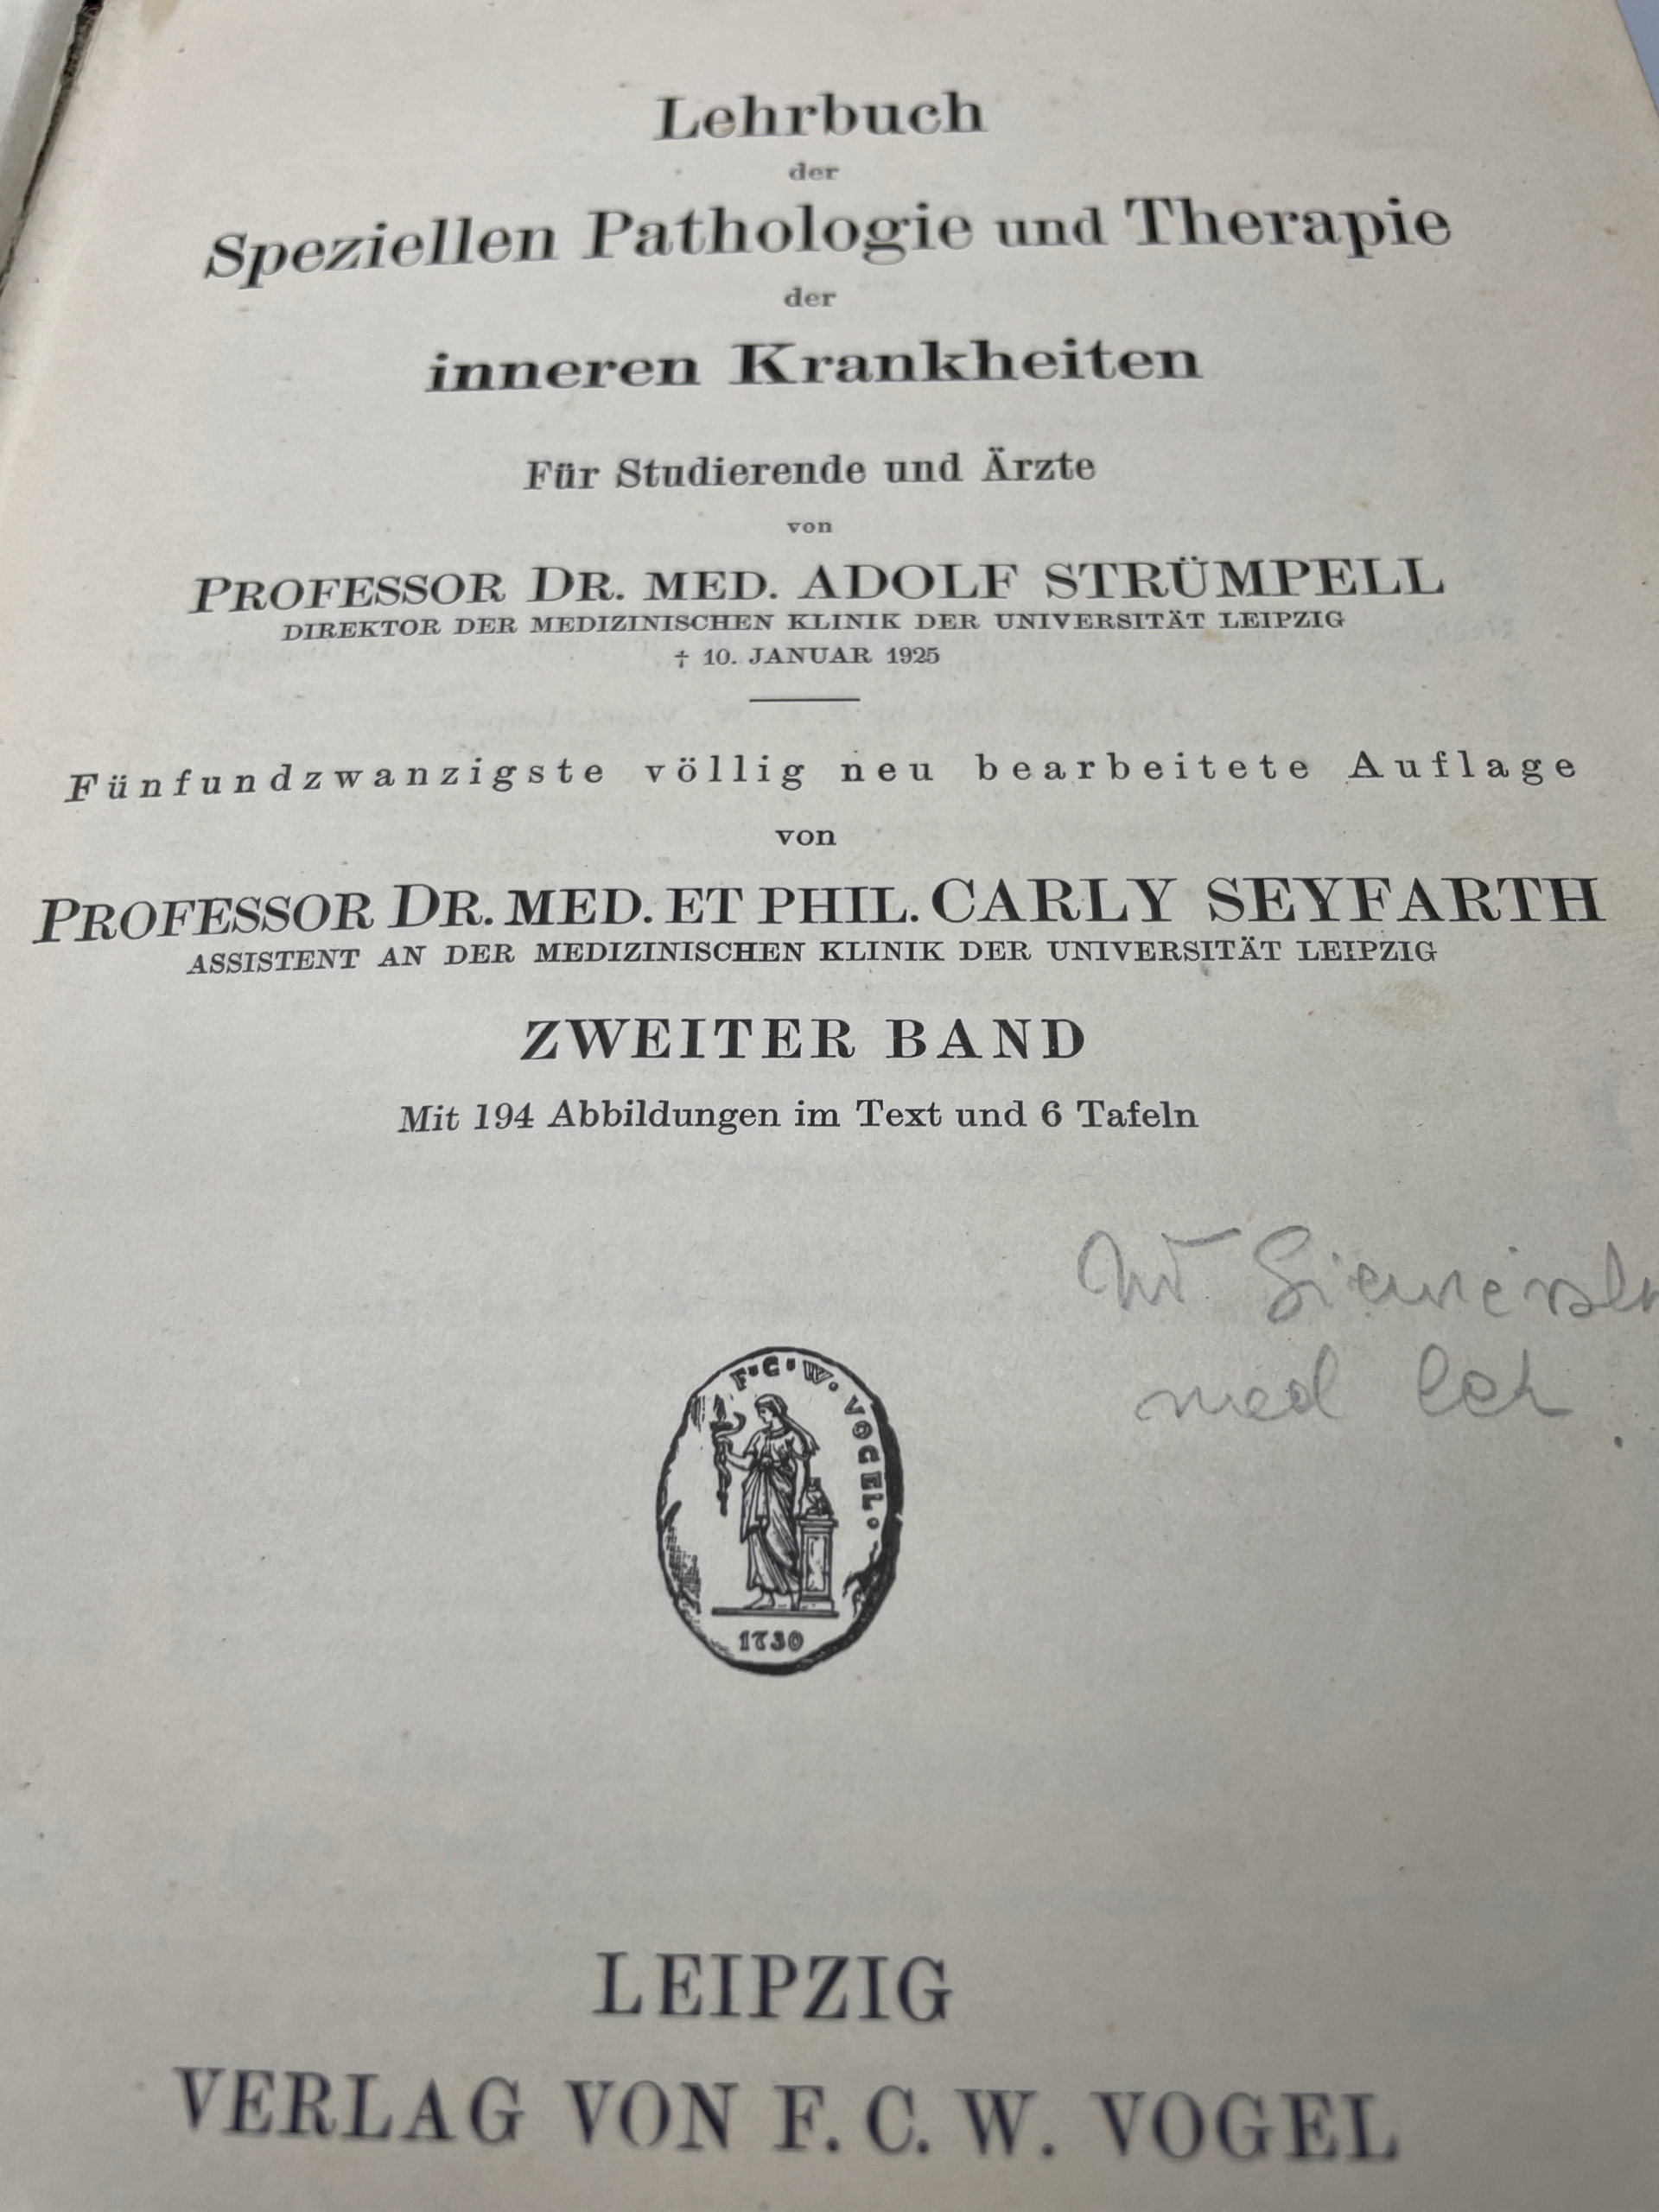 Lehrbuch
der
Speziellen Pathologie und Therapie
der
inneren Krankheiten
Für Studierende und Ärzte
von
PROFESSOR DR. MED. ADOLF STRÜMPELL
DIREKTOR DER MEDIZINISCHEN KLINIK DER UNIVERSITÄT LEIPZIG
† 10. JANUAR 1925
Fünfundzwanzigste völlig neu bearbeitete Auflage
von
PROFESSOR DR. MED. ET PHIL. CARLY SEYFARTH
ASSISTENT AN DER MEDIZINISCHEN KLINIK DER UNIVERSITÄT LEIPZIG
ZWEITER BAND
Mit 194 Abbildungen im Text und 6 Tafeln
med
F. C. W. VOGEL.
1730
LEIPZIG
VERLAG VON F. C. W. VOGEL